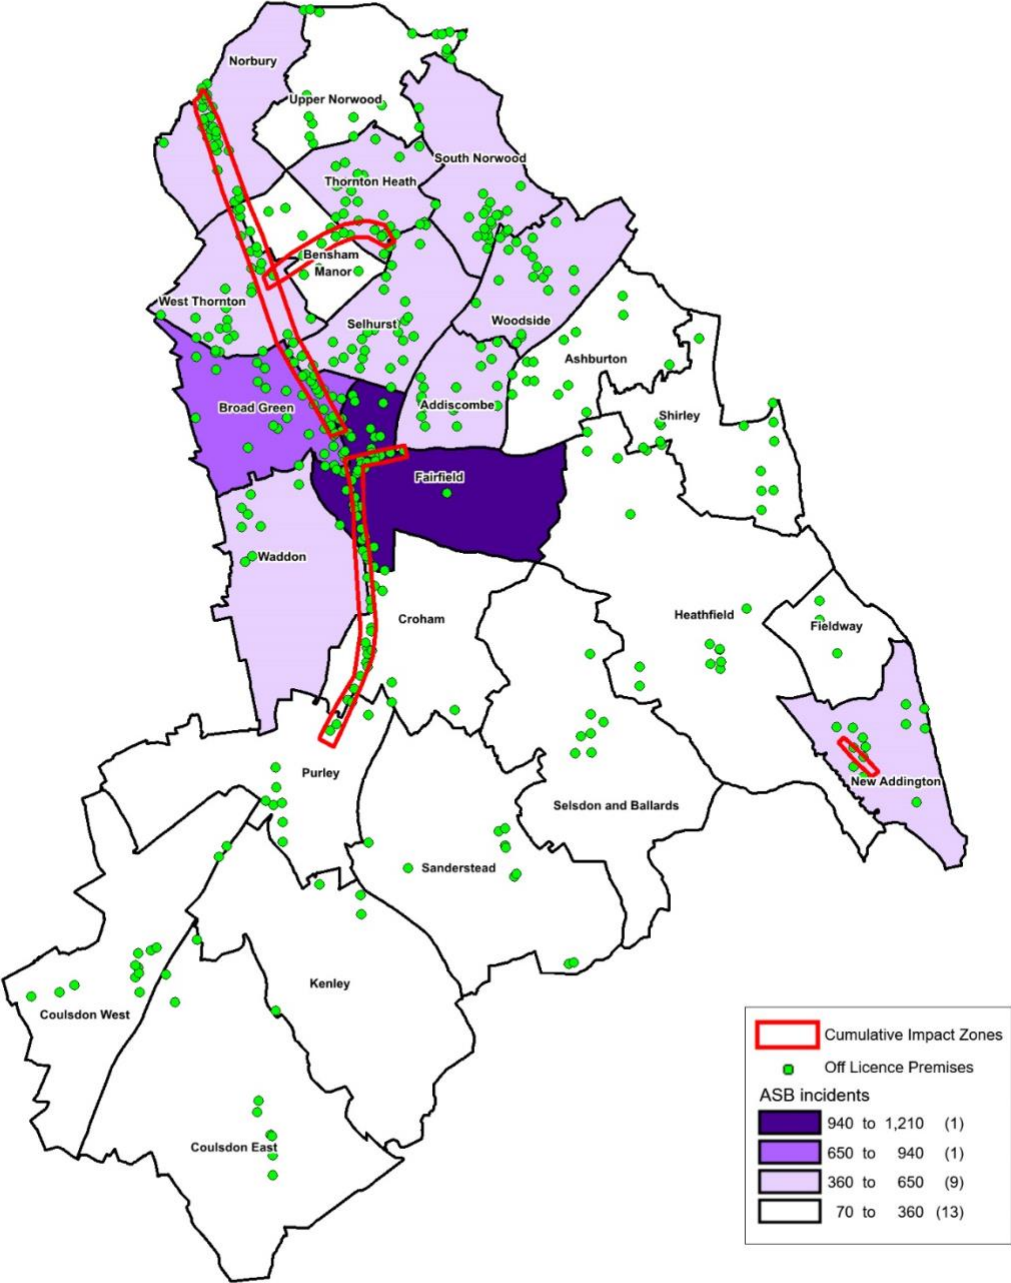 Norbury
Upper Norwood
South Norwood
Thornton Heath
Bensham
Manor
West Thornton
Selhurst
Woodside
Ashburton
Broad Green
Addiscombe
Shirley
Fairfield
Waddon
Croham
Heathfield
Fieldway
Purley
New Addington
Selsdon and Ballards
Sanderstead
Kenley
Coulsdon West
Coulsdon East
Cumulative Impact Zones
Off Licence Premises
ASB incidents
940 to 1,210 (1)
650 to 940 (1)
360 to 650 (9)
70 to 360 (13)